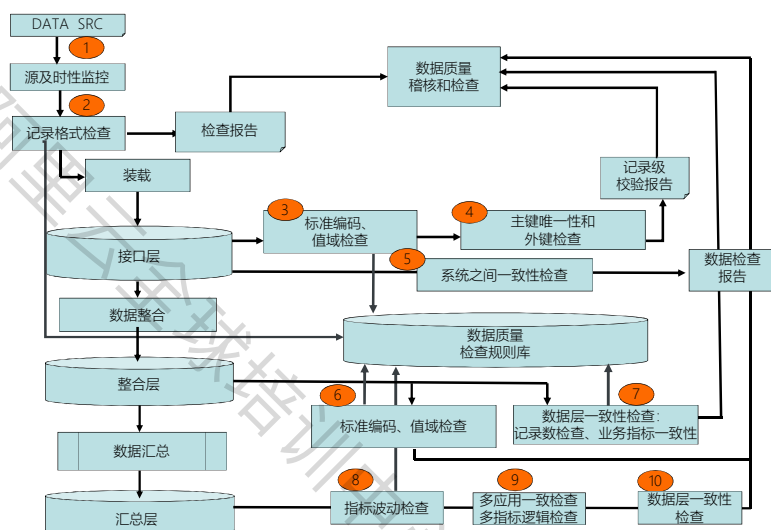 DATA SRC
1
源及时性监控
2
记录格式检查
检查报告
数据质量
稽核和检查
装载
记录级
校验报告
3
标准编码、
值域检查
4
主键唯一性和
外键检查
接口层
5
系统之间一致性检查
数据检查
报告
数据整合
数据质量
检查规则库
整合层
6
标准编码、值域检查
7
数据层一致性检查：
记录数检查、业务指标一致性
数据汇总
8
指标波动检查
9
多应用一致检查
多指标逻辑检查
10
数据层一致性
检查
汇总层
阿里云全球培训中